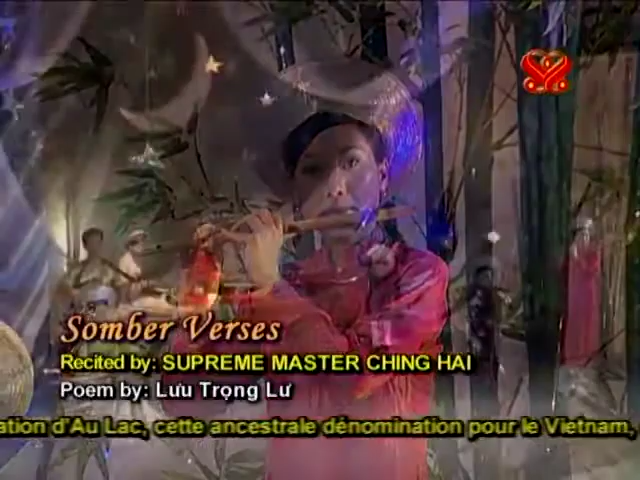 Somber Verses
Recited by: SUPREME MASTER CHING HAI
Poem by: Lưu Trọng Lư
ation d'Au Lac, cette ancestrale dénomination pour le Vietnam,